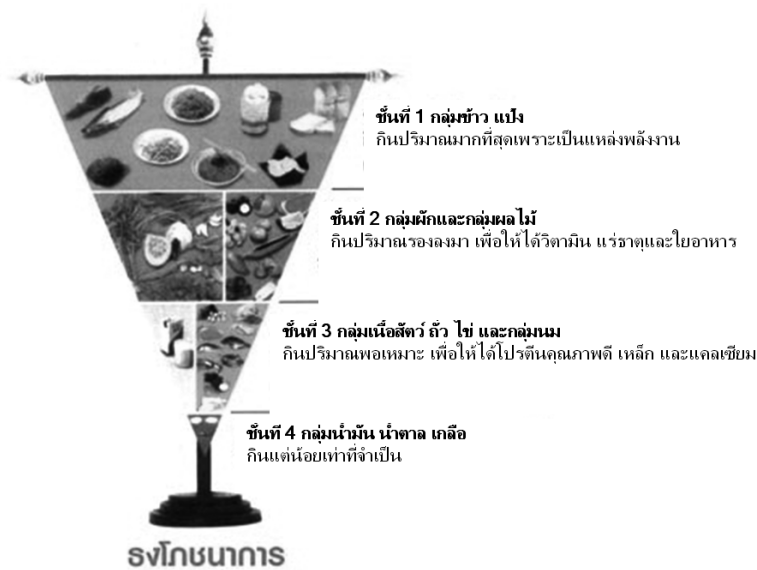 ชั้นที่ 1 กลุ่มข้าว แป้ง
กินปริมาณมากที่สุดเพราะเป็นแหล่งพลังงาน
ชั้นที่ 2 กลุ่มผักและกลุ่มผลไม้
กินปริมาณรองลงมา เพื่อให้ได้วิตามิน แร่ธาตุและใยอาหาร
ชั้นที่ 3 กลุ่มเนื้อสัตว์ ถั่ว ไข่ และกลุ่มนม
กินปริมาณพอเหมาะ เพื่อให้ได้โปรตีนคุณภาพดี เหล็ก และแคลเซียม
ชั้นที่ 4 กลุ่มน้ำมัน น้ำตาล เกลือ
กินแต่น้อยเท่าที่จำเป็น
ธงโภชนาการ